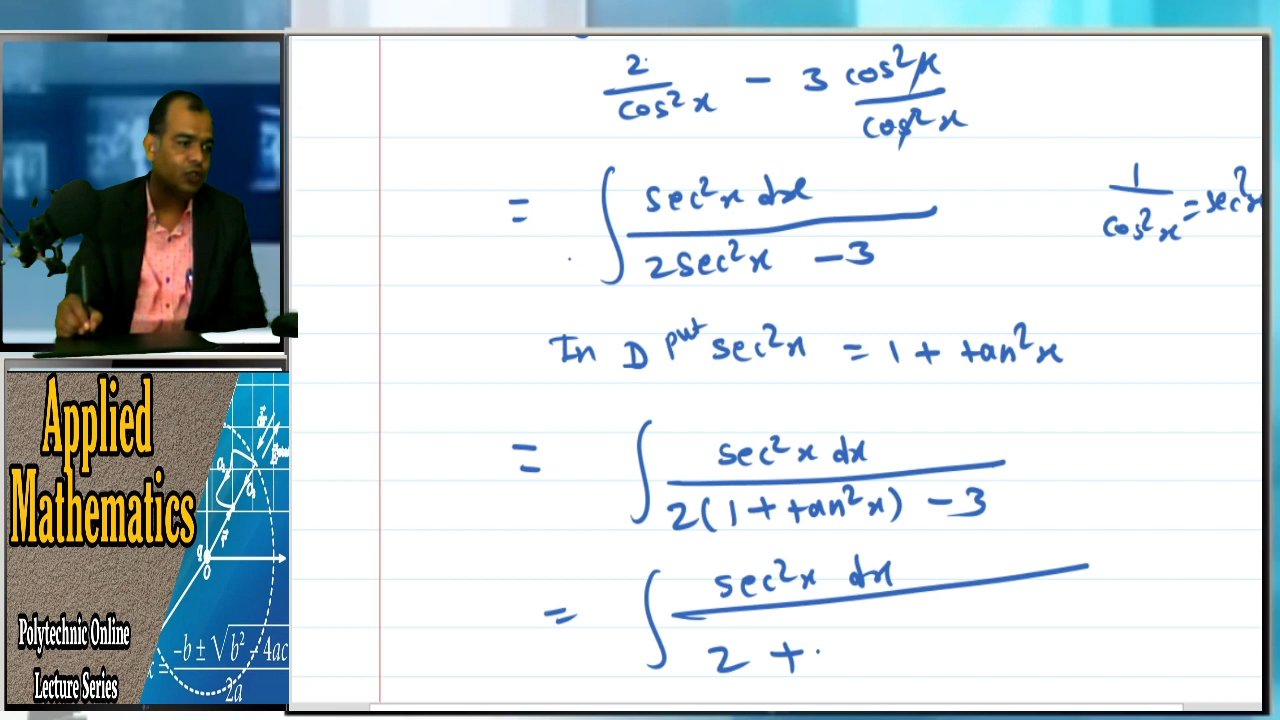 2/cos²x − 3 cos²x/cos²x
= ∫ sec²x dx / 2sec²x − 3
1/cos²x = sec²x
In D put sec²x = 1 + tan²x
= ∫ sec²x dx / 2(1 + tan²x) − 3
= ∫ sec²x dx / 2 +
Applied
Mathematics
Polytechnic Online
Lecture Series
−b ± √b² − 4ac
2a